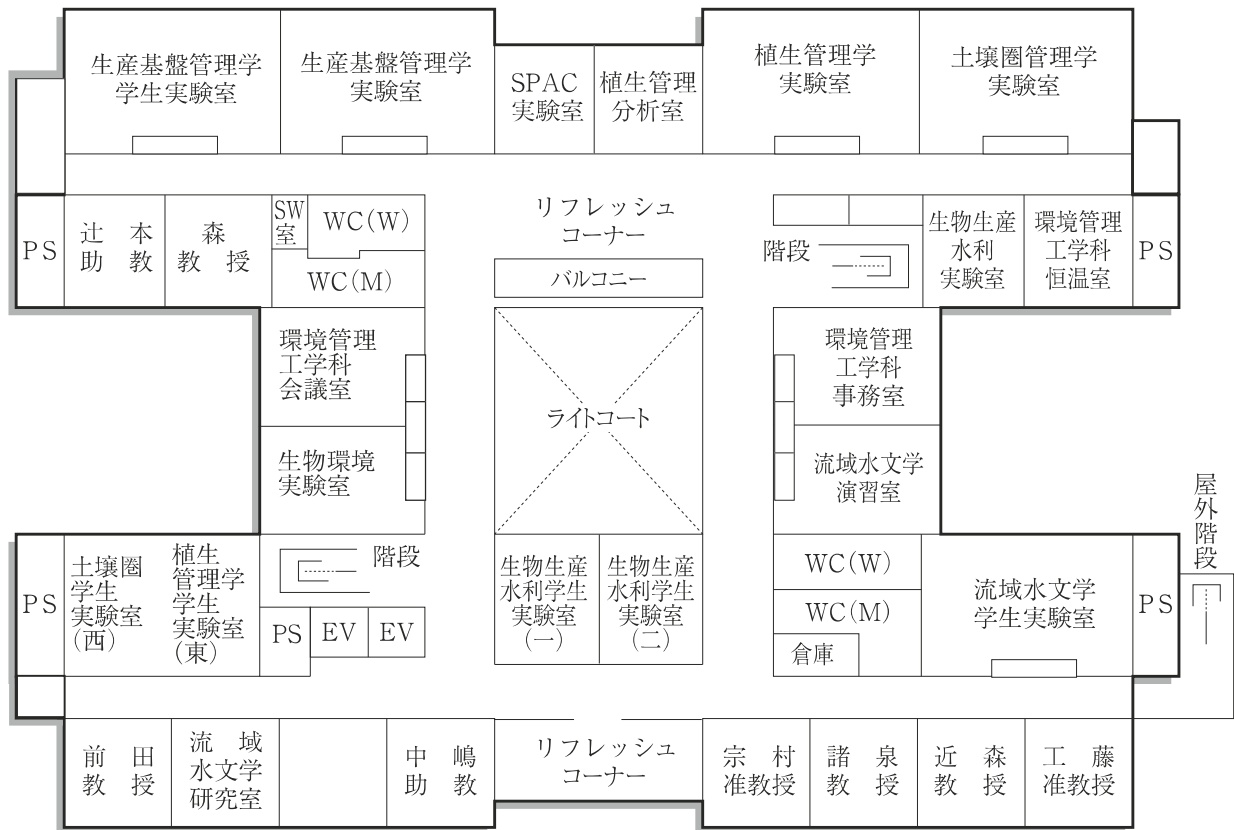 生産基盤管理学
学生実験室
生産基盤管理学
実験室
SPAC
実験室
植生管理
分析室
植生管理学
実験室
土壌圏管理学
実験室
PS
辻本
助教
森
教授
SW
室
WC(W)
WC(M)
リフレッシュ
コーナー
バルコニー
階段
生物生産
水利
実験室
環境管理
工学科
恒温室
PS
環境管理
工学科
会議室
ライトコート
環境管理
工学科
事務室
生物環境
実験室
流域水文学
演習室
屋外階段
PS
土壌圏
学生
実験室
(西)
植生
管理学
学生
実験室
(東)
階段
PS
EV
EV
生物生産
水利学生
実験室
(一)
生物生産
水利学生
実験室
(二)
WC(W)
WC(M)
倉庫
流域水文学
学生実験室
PS
前田
教授
流域
水文学
研究室
中嶋
助教
リフレッシュ
コーナー
宗村
准教授
諸泉
教授
近森
教授
工藤
准教授